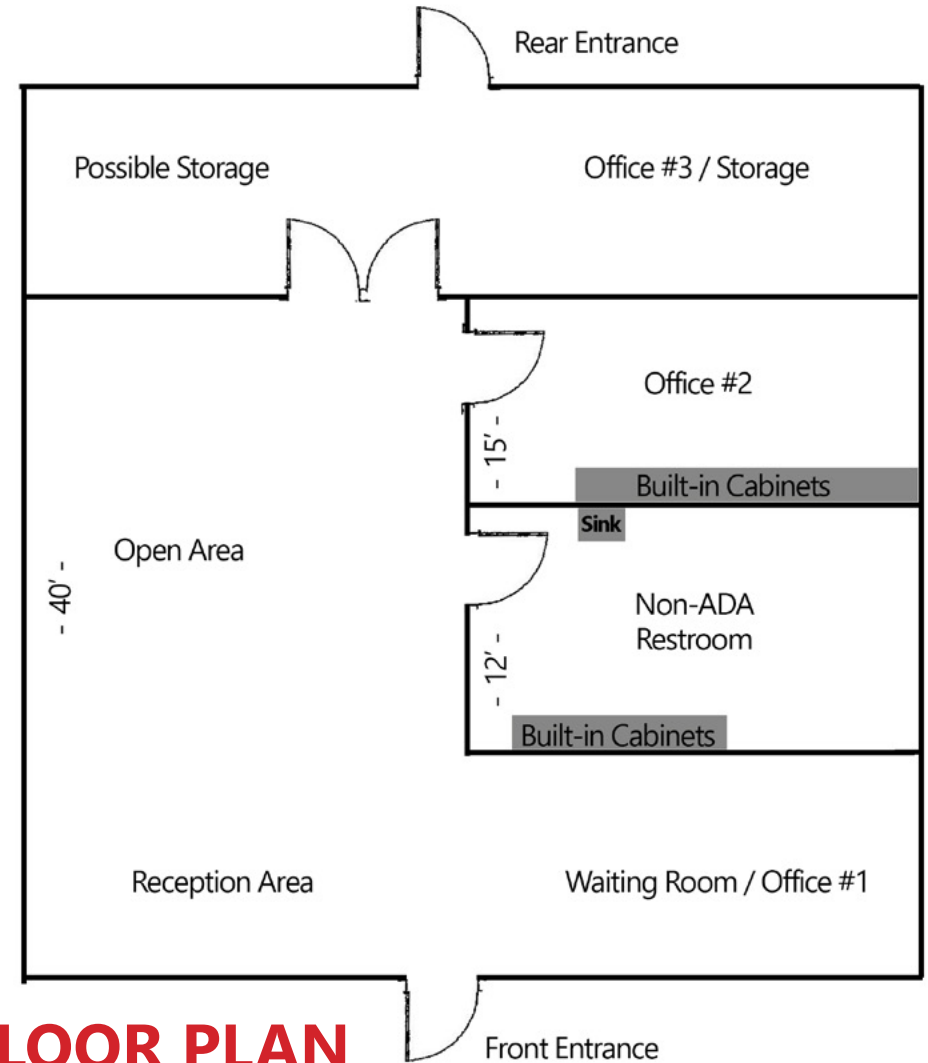 Rear Entrance
Possible Storage
Office #3 / Storage
Office #2
- 15' -
Built-in Cabinets
Sink
Open Area
- 40' -
Non-ADA
Restroom
- 12' -
Built-in Cabinets
Reception Area
Waiting Room / Office #1
LOOR PLAN
Front Entrance